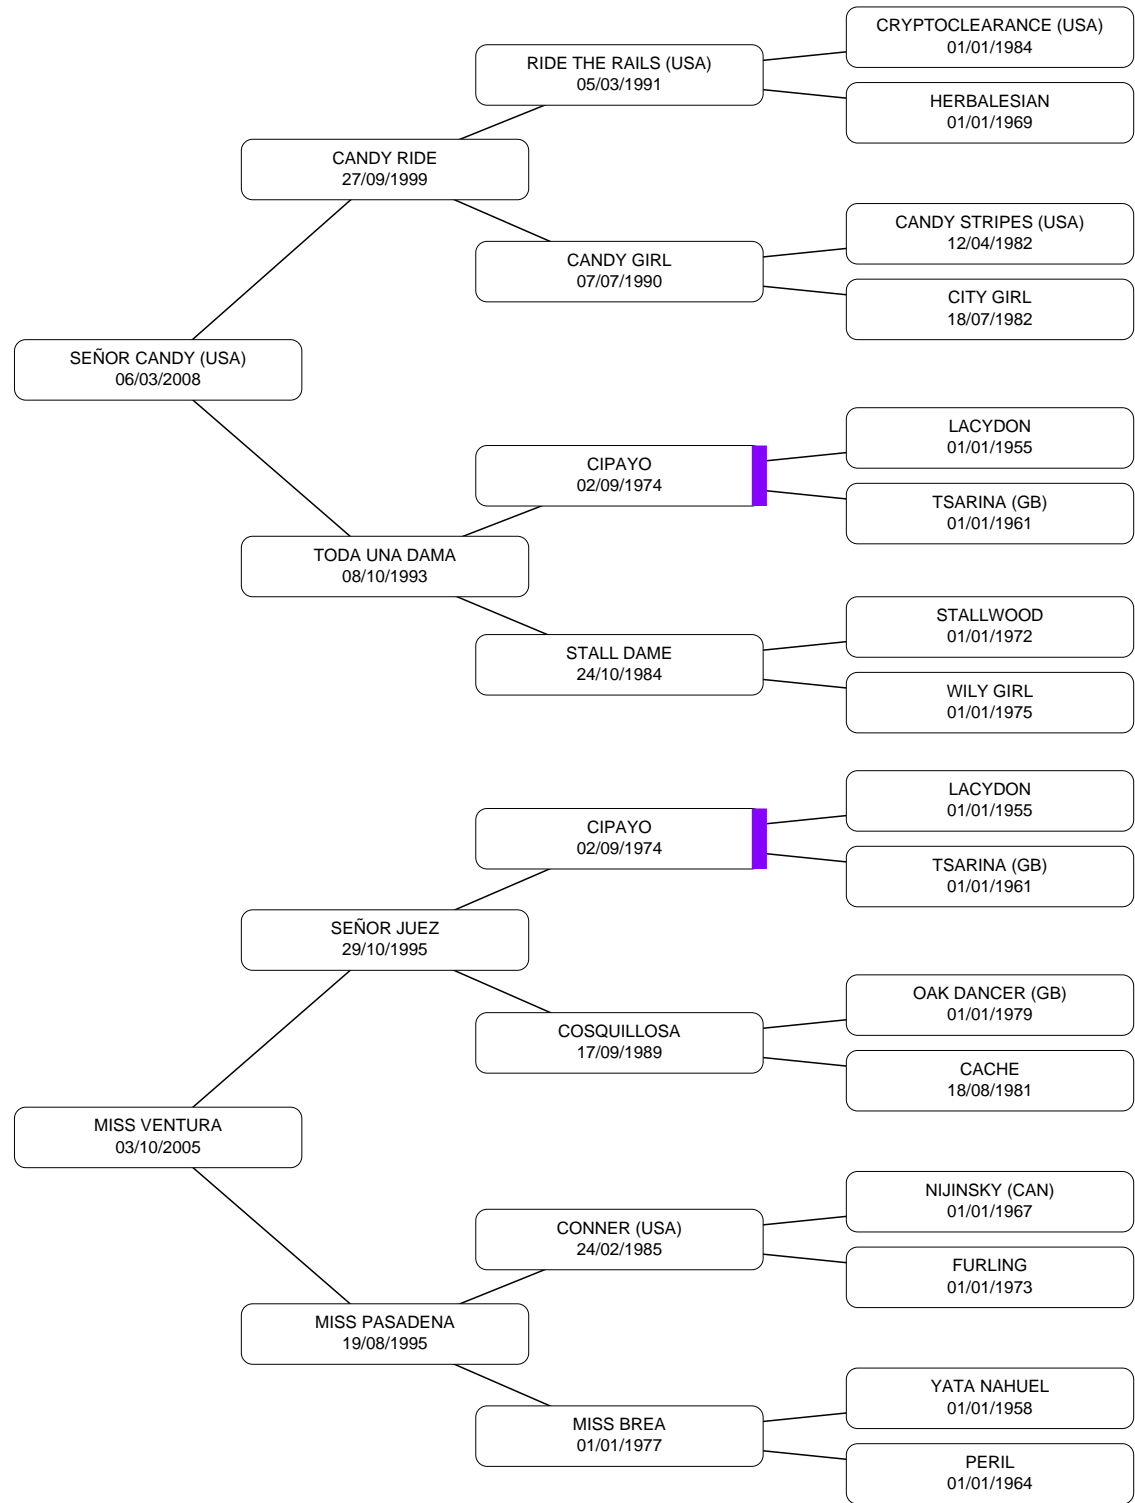 CRYPTOCLEARANCE (USA)
01/01/1984
RIDE THE RAILS (USA)
05/03/1991
HERBALESIAN
01/01/1969
CANDY RIDE
27/09/1999
CANDY STRIPES (USA)
12/04/1982
CANDY GIRL
07/07/1990
CITY GIRL
18/07/1982
SEÑOR CANDY (USA)
06/03/2008
LACYDON
01/01/1955
CIPAYO
02/09/1974
TSARINA (GB)
01/01/1961
TODA UNA DAMA
08/10/1993
STALLWOOD
01/01/1972
STALL DAME
24/10/1984
WILY GIRL
01/01/1975
LACYDON
01/01/1955
CIPAYO
02/09/1974
TSARINA (GB)
01/01/1961
SEÑOR JUEZ
29/10/1995
OAK DANCER (GB)
01/01/1979
COSQUILLOSA
17/09/1989
CACHE
18/08/1981
MISS VENTURA
03/10/2005
NIJINSKY (CAN)
01/01/1967
CONNER (USA)
24/02/1985
FURLING
01/01/1973
MISS PASADENA
19/08/1995
YATA NAHUEL
01/01/1958
MISS BREA
01/01/1977
PERIL
01/01/1964